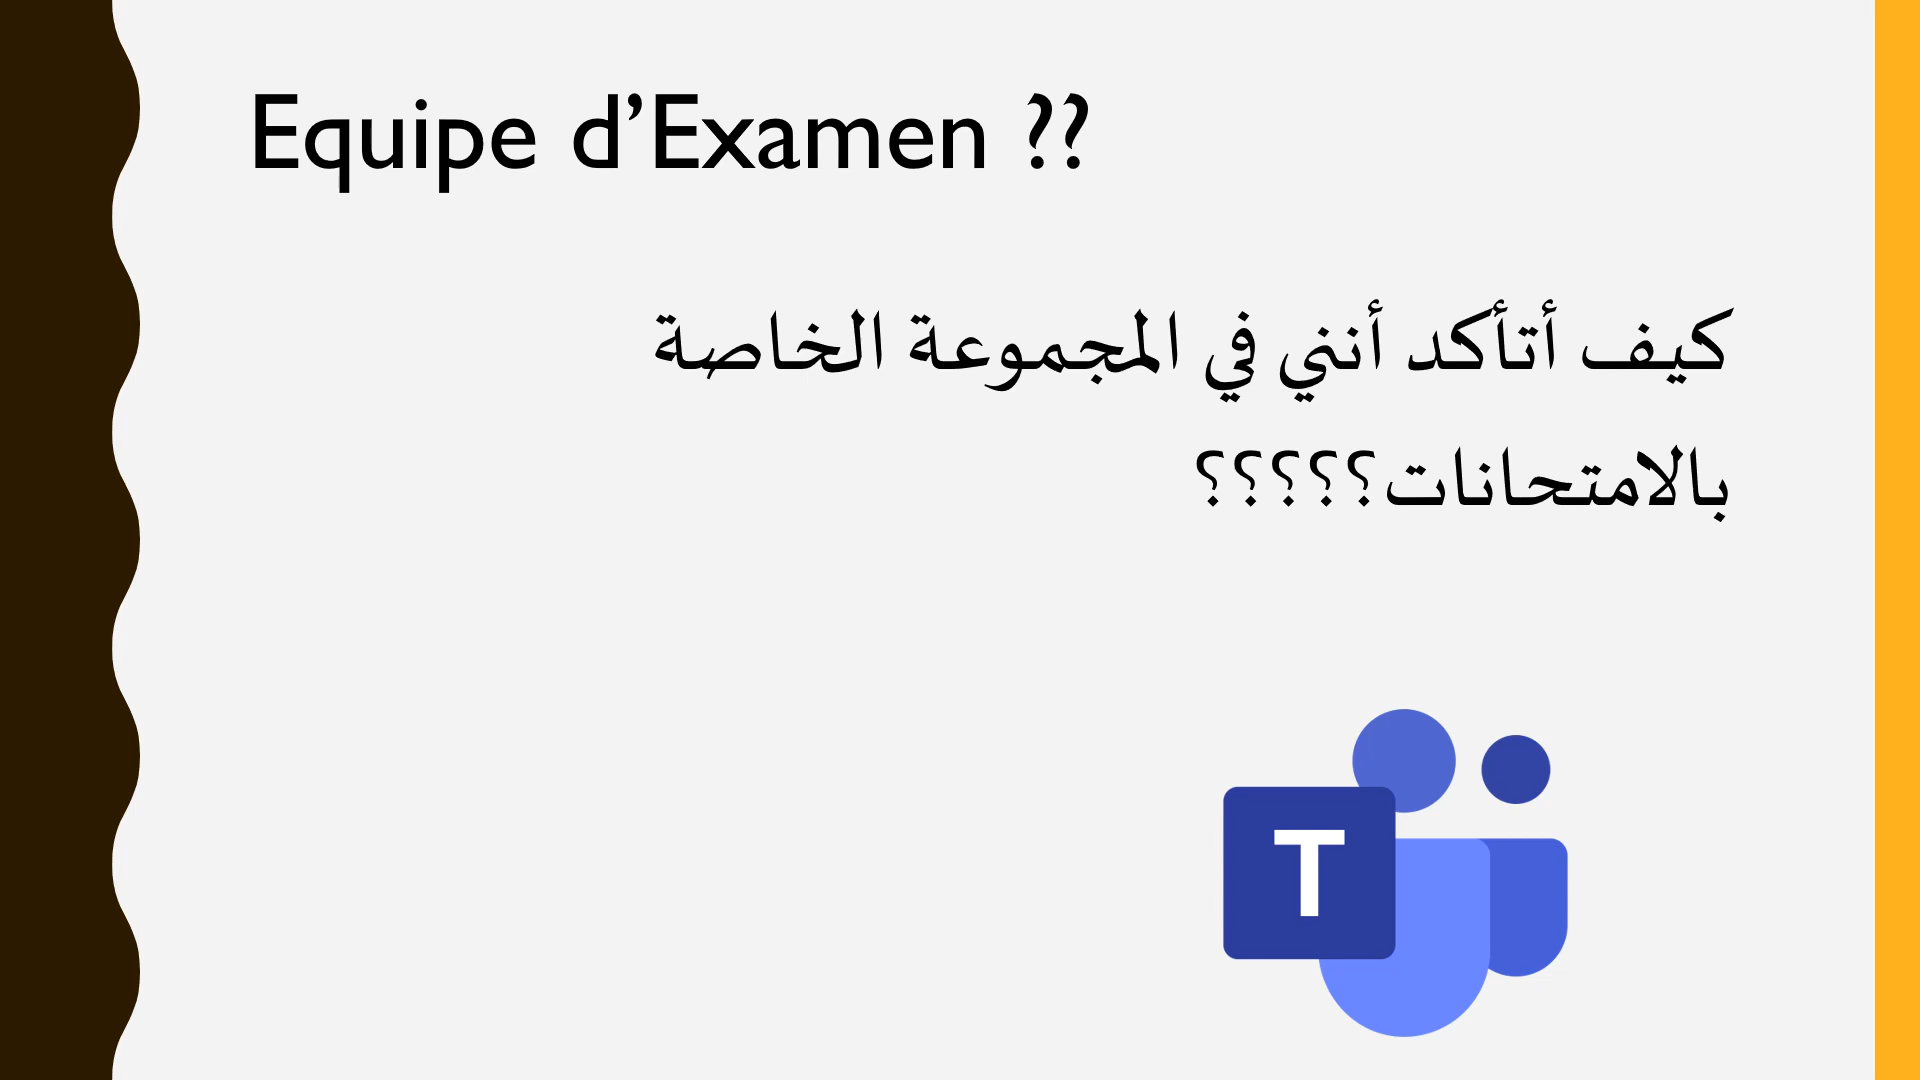 Equipe d’Examen ??
كيف أتأكد أنني في المجموعة الخاصة
بالامتحانات؟؟؟؟؟
T